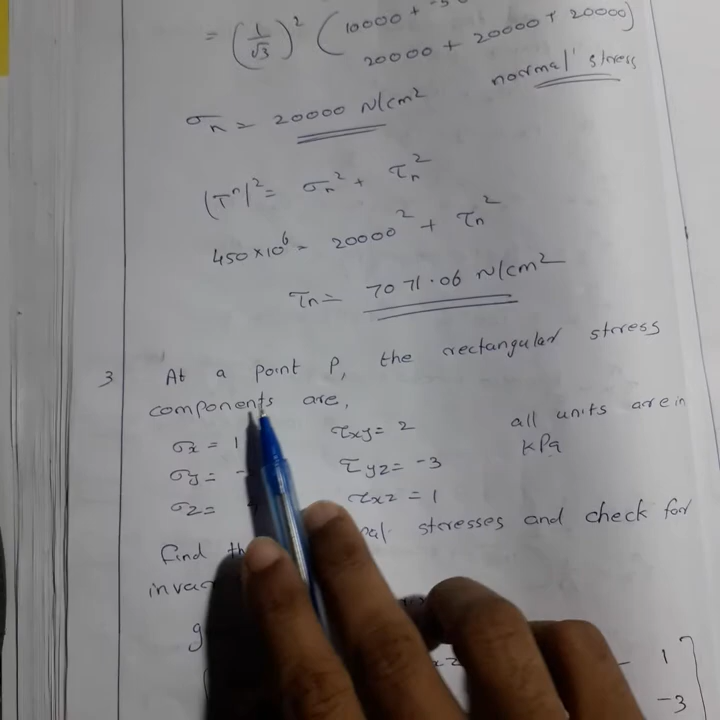 = (1/√3)² (10000 +
20000 + 20000 + 20000)
σn = 20000 N/cm² normal stress
(Tⁿ)² = σn² + τn²
450×10⁶ = 20000² + τn²
τn = 7071.06 N/cm²
3 At a point P, the rectangular stress
components are,
σx = 1 τxy = 2 all units are in
σy = - τyz = -3 kPa
σz = τxz = 1
Find stresses and check for
1
-3